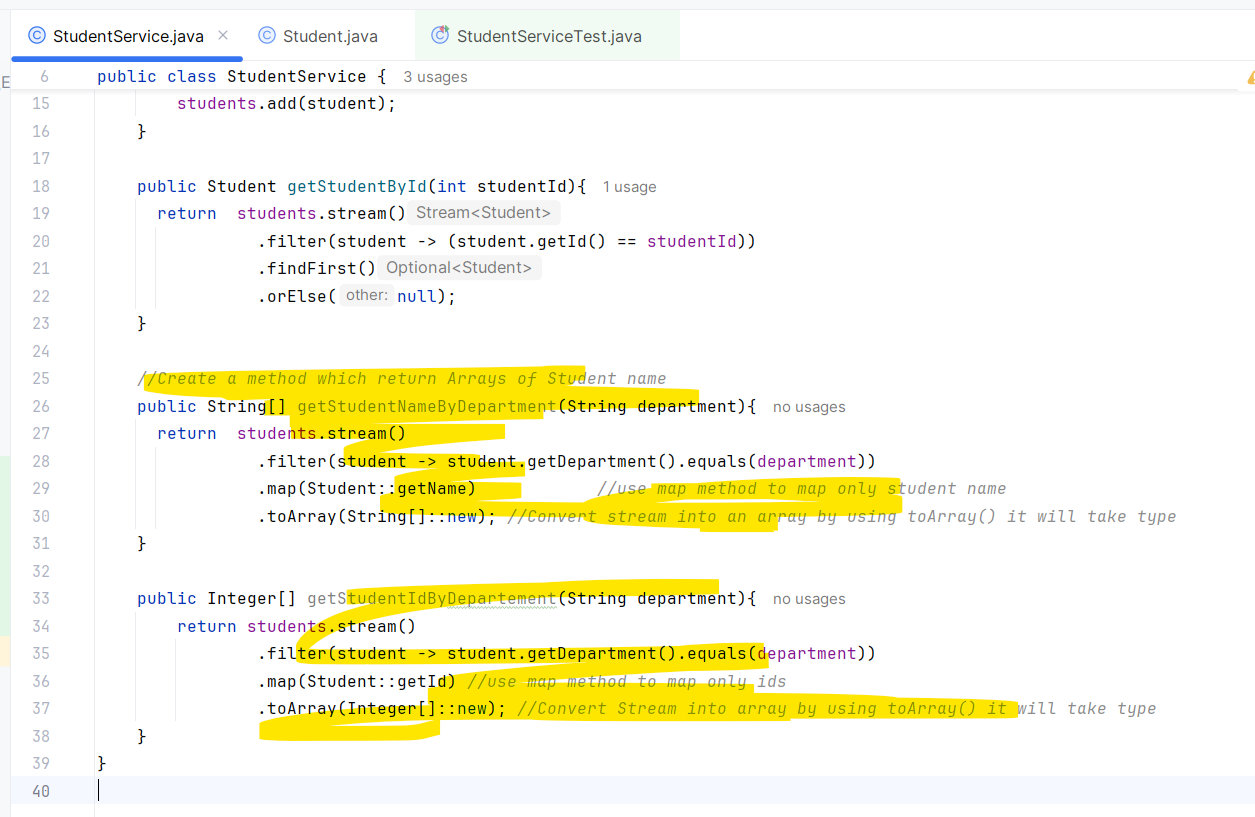 StudentService.java × Student.java StudentServiceTest.java
E 6 public class StudentService { 3 usages
15 students.add(student);
16 }
17
18 public Student getStudentById(int studentId){ 1 usage
19 return students.stream() Stream<Student>
20 .filter(student -> (student.getId() == studentId))
21 .findFirst() Optional<Student>
22 .orElse( other: null);
23 }
24
25 //Create a method which return Arrays of Student name
26 public String[] getStudentNameByDepartment(String department){ no usages
27 return students.stream()
28 .filter(student -> student.getDepartment().equals(department))
29 .map(Student::getName) //use map method to map only student name
30 .toArray(String[]::new); //Convert stream into an array by using toArray() it will take type
31 }
32
33 public Integer[] getStudentIdByDepartement(String department){ no usages
34 return students.stream()
35 .filter(student -> student.getDepartment().equals(department))
36 .map(Student::getId) //use map method to map only ids
37 .toArray(Integer[]::new); //Convert Stream into array by using toArray() it will take type
38 }
39 }
40